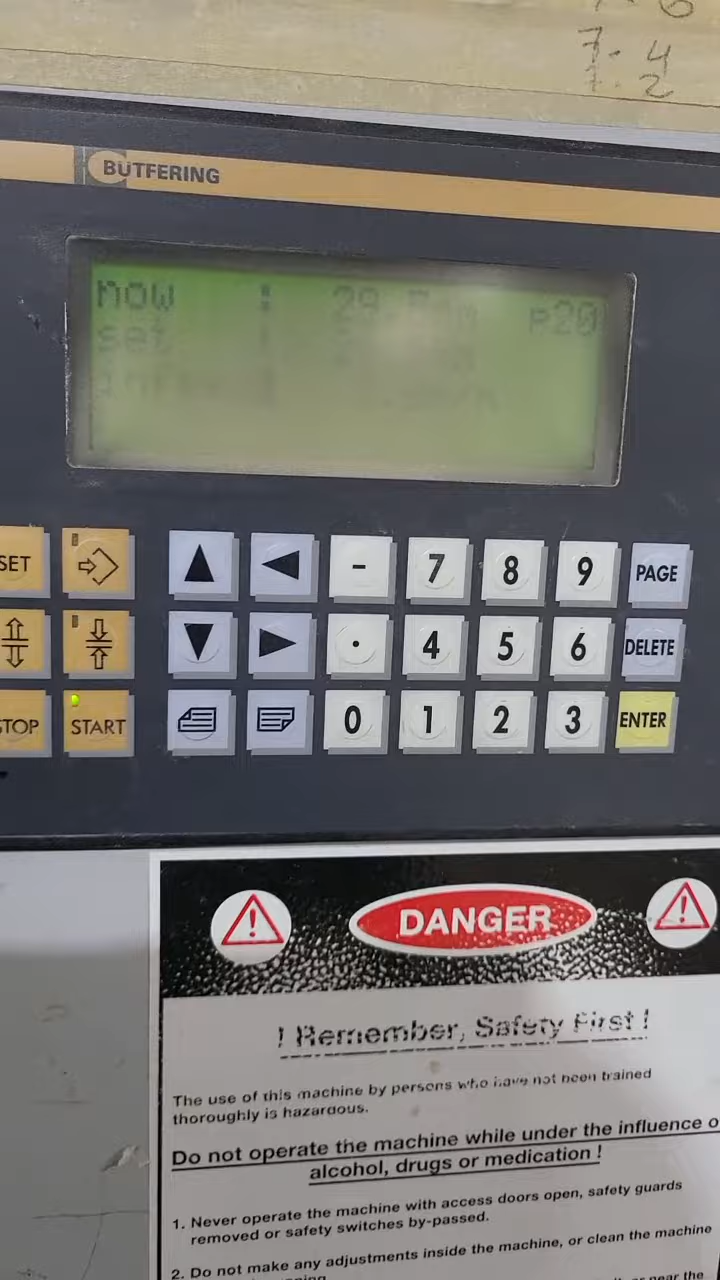 7. 4
7. 2
BÜTFERING
now :
P20
set :
SET
- 7 8 9 PAGE
. 4 5 6 DELETE
STOP START 0 1 2 3 ENTER
DANGER
! Remember, Safety First !
The use of this machine by persons who have not been trained
thoroughly is hazardous.
Do not operate the machine while under the influence o
alcohol, drugs or medication !
1. Never operate the machine with access doors open, safety guards
removed or safety switches by-passed.
2. Do not make any adjustments inside the machine, or clean the machine
near the